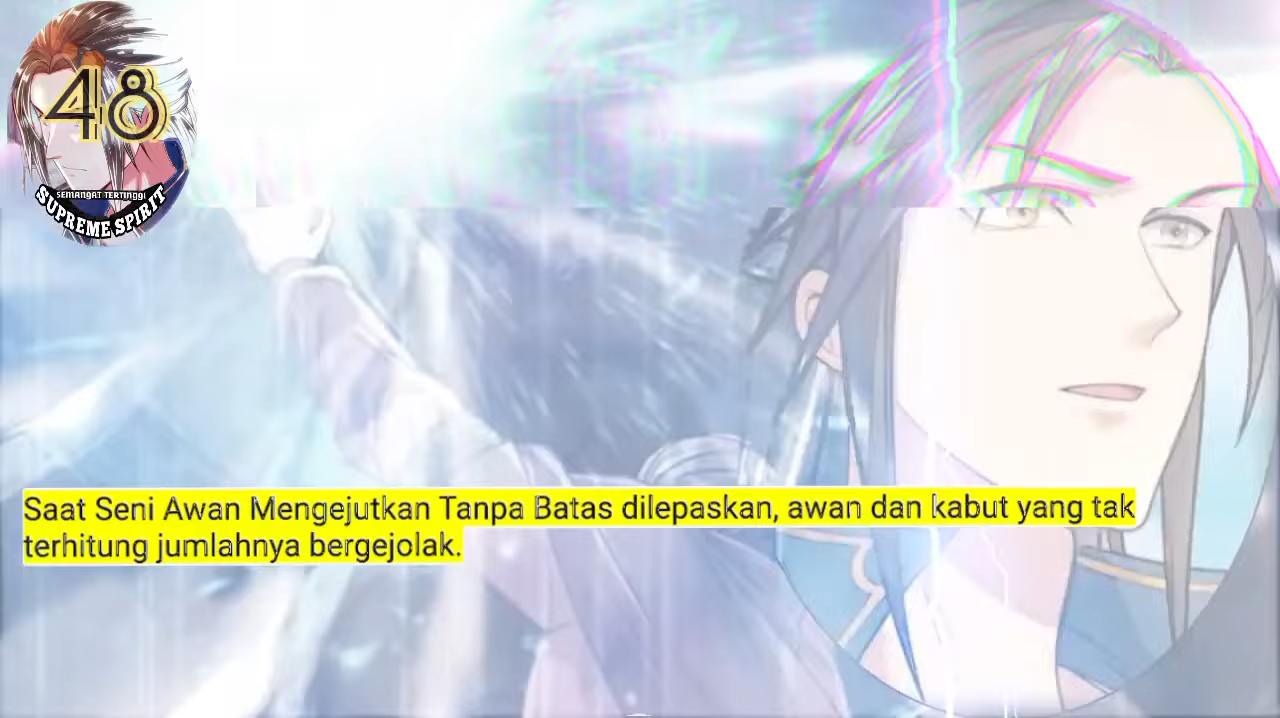 48
SEMANGAT TERTINGGI
SUPREME SPIRIT
Saat Seni Awan Mengejutkan Tanpa Batas dilepaskan, awan dan kabut yang tak
terhitung jumlahnya bergejolak.